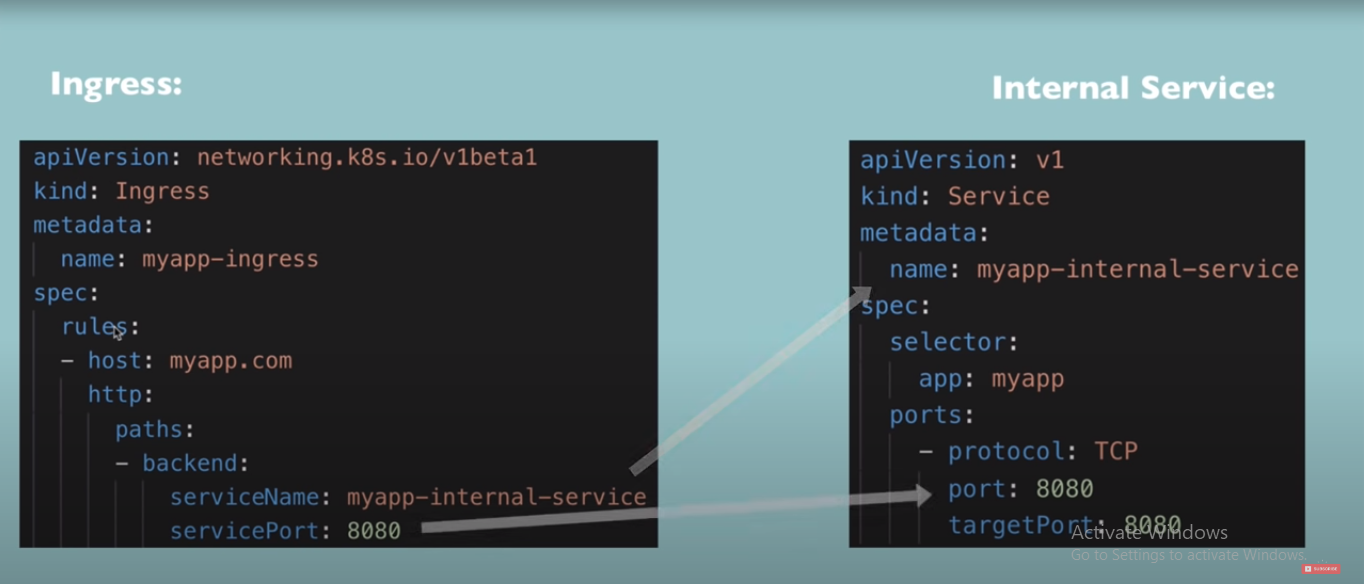 Ingress:
apiVersion: networking.k8s.io/v1beta1
kind: Ingress
metadata:
  name: myapp-ingress
spec:
  rules:
  - host: myapp.com
    http:
      paths:
      - backend:
          serviceName: myapp-internal-service
          servicePort: 8080
Internal Service:
apiVersion: v1
kind: Service
metadata:
  name: myapp-internal-service
spec:
  selector:
    app: myapp
  ports:
    - protocol: TCP
      port: 8080
      targetPort: 8080
Activate Windows
Go to Settings to activate Windows.
SUBSCRIBE